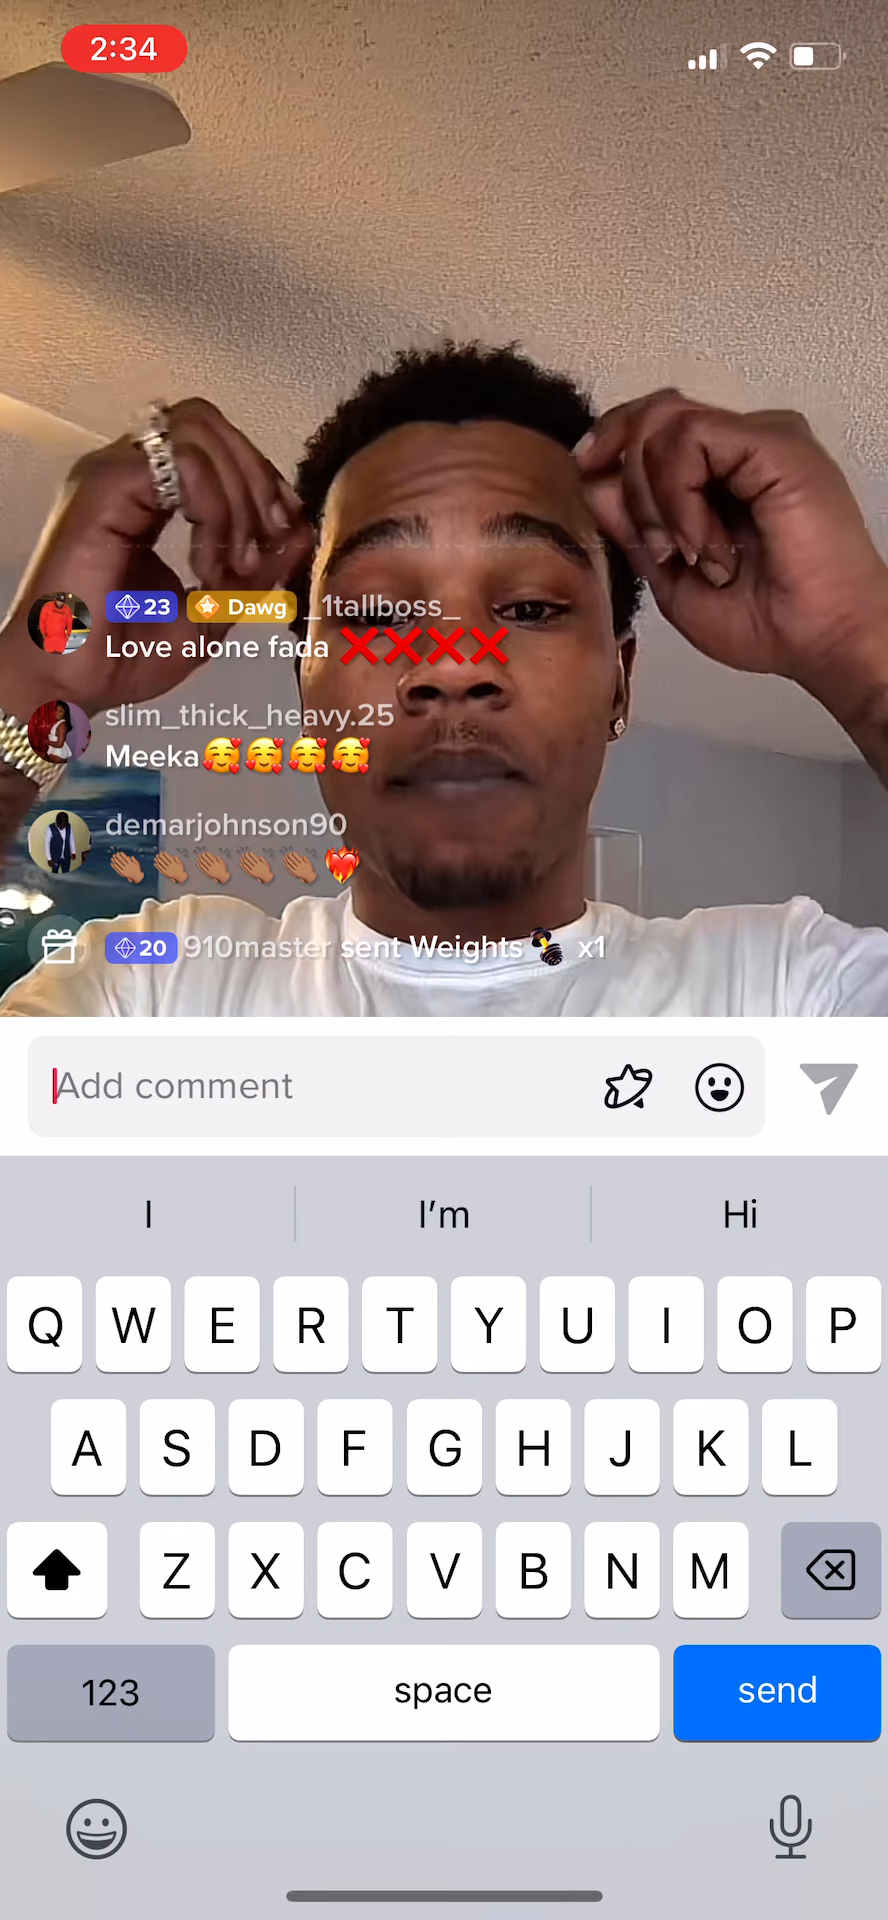 2:34
23 Dawg _1tallboss_
Love alone fada ❌❌❌❌
slim_thick_heavy.25
Meeka🥰🥰🥰🥰
demarjohnson90
👏🏽👏🏽👏🏽👏🏽👏🏽❤️‍🔥
20 910master sent Weights x1
Add comment
I I'm Hi
Q W E R T Y U I O P
A S D F G H J K L
Z X C V B N M
123 space send